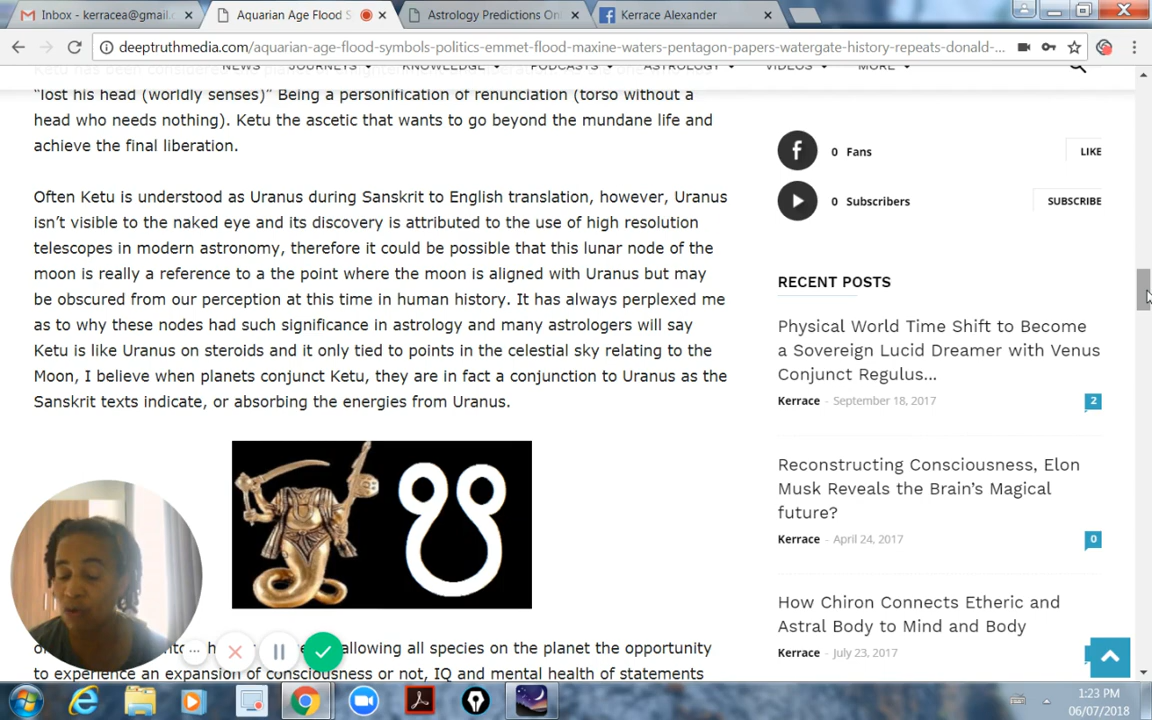 Inbox - kerracea@gmail.c
Aquarian Age Flood S
Astrology Predictions On
Kerrace Alexander
deeptruthmedia.com/aquarian-age-flood-symbols-politics-emmet-flood-maxine-waters-pentagon-papers-watergate-history-repeats-donald-...
NEWS JOURNEYS KNOWLEDGE PODCASTS ASTROLOGY VIDEOS MORE
"lost his head (worldly senses)" Being a personification of renunciation (torso without a
head who needs nothing). Ketu the ascetic that wants to go beyond the mundane life and
achieve the final liberation.
Often Ketu is understood as Uranus during Sanskrit to English translation, however, Uranus
isn't visible to the naked eye and its discovery is attributed to the use of high resolution
telescopes in modern astronomy, therefore it could be possible that this lunar node of the
moon is really a reference to a the point where the moon is aligned with Uranus but may
be obscured from our perception at this time in human history. It has always perplexed me
as to why these nodes had such significance in astrology and many astrologers will say
Ketu is like Uranus on steroids and it only tied to points in the celestial sky relating to the
Moon, I believe when planets conjunct Ketu, they are in fact a conjunction to Uranus as the
Sanskrit texts indicate, or absorbing the energies from Uranus.
allowing all species on the planet the opportunity
to experience an expansion of consciousness or not, IQ and mental health of statements
0 Fans LIKE
0 Subscribers SUBSCRIBE
RECENT POSTS
Physical World Time Shift to Become
a Sovereign Lucid Dreamer with Venus
Conjunct Regulus...
Kerrace - September 18, 2017 2
Reconstructing Consciousness, Elon
Musk Reveals the Brain's Magical
future?
Kerrace - April 24, 2017 0
How Chiron Connects Etheric and
Astral Body to Mind and Body
Kerrace - July 23, 2017
1:23 PM
06/07/2018